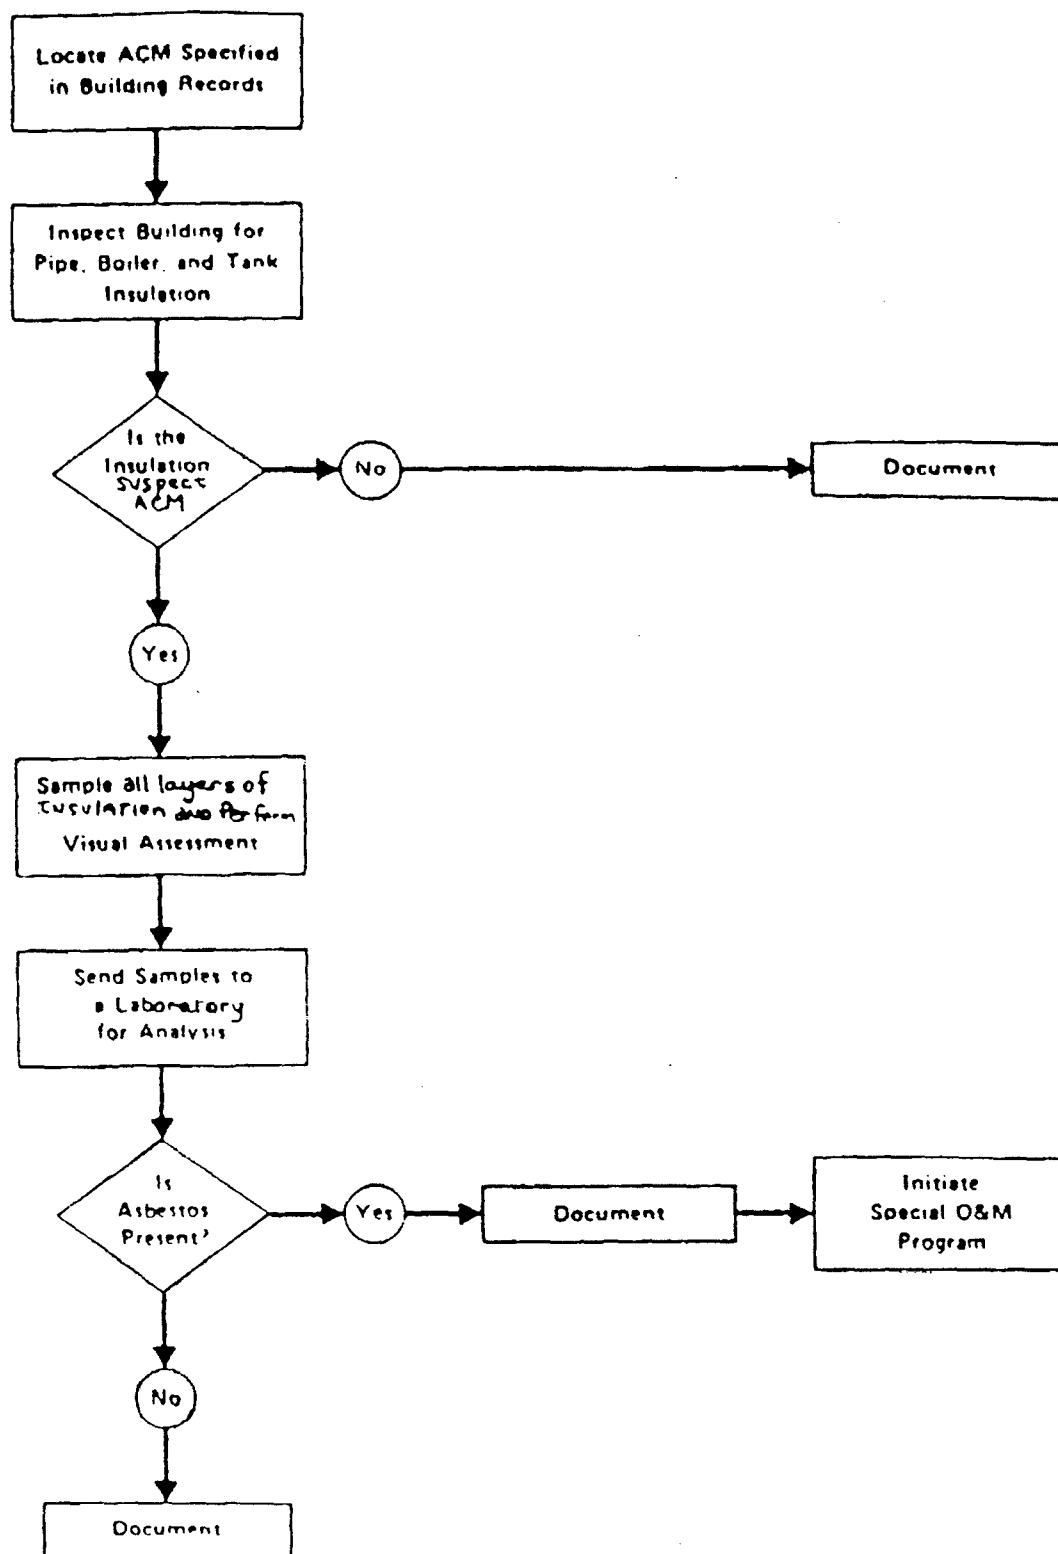 Locate ACM Specified
in Building Records
Inspect Building for
Pipe, Boiler, and Tank
Insulation
Is the
Insulation
Suspect
ACM
No
Document
Yes
Sample all layers of
Insulation and Perform
Visual Assessment
Send Samples to
a Laboratory
for Analysis
Is
Asbestos
Present?
Yes
Document
Initiate
Special O&M
Program
No
Document